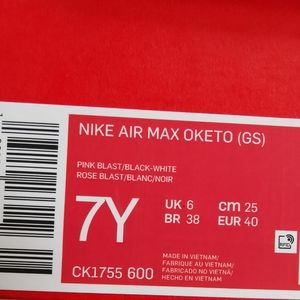 NIKE AIR MAX OKETO (GS)
PINK BLAST/BLACK-WHITE
ROSE BLAST/BLANC/NOIR
7Y
UK 6 cm 25
BR 38 EUR 40
MADE IN VIETNAM/
FABRIQUE AU VIETNAM/
FABRICADO NO VIETNÃ/
HECHO EN VIETNAM
CK1755 600